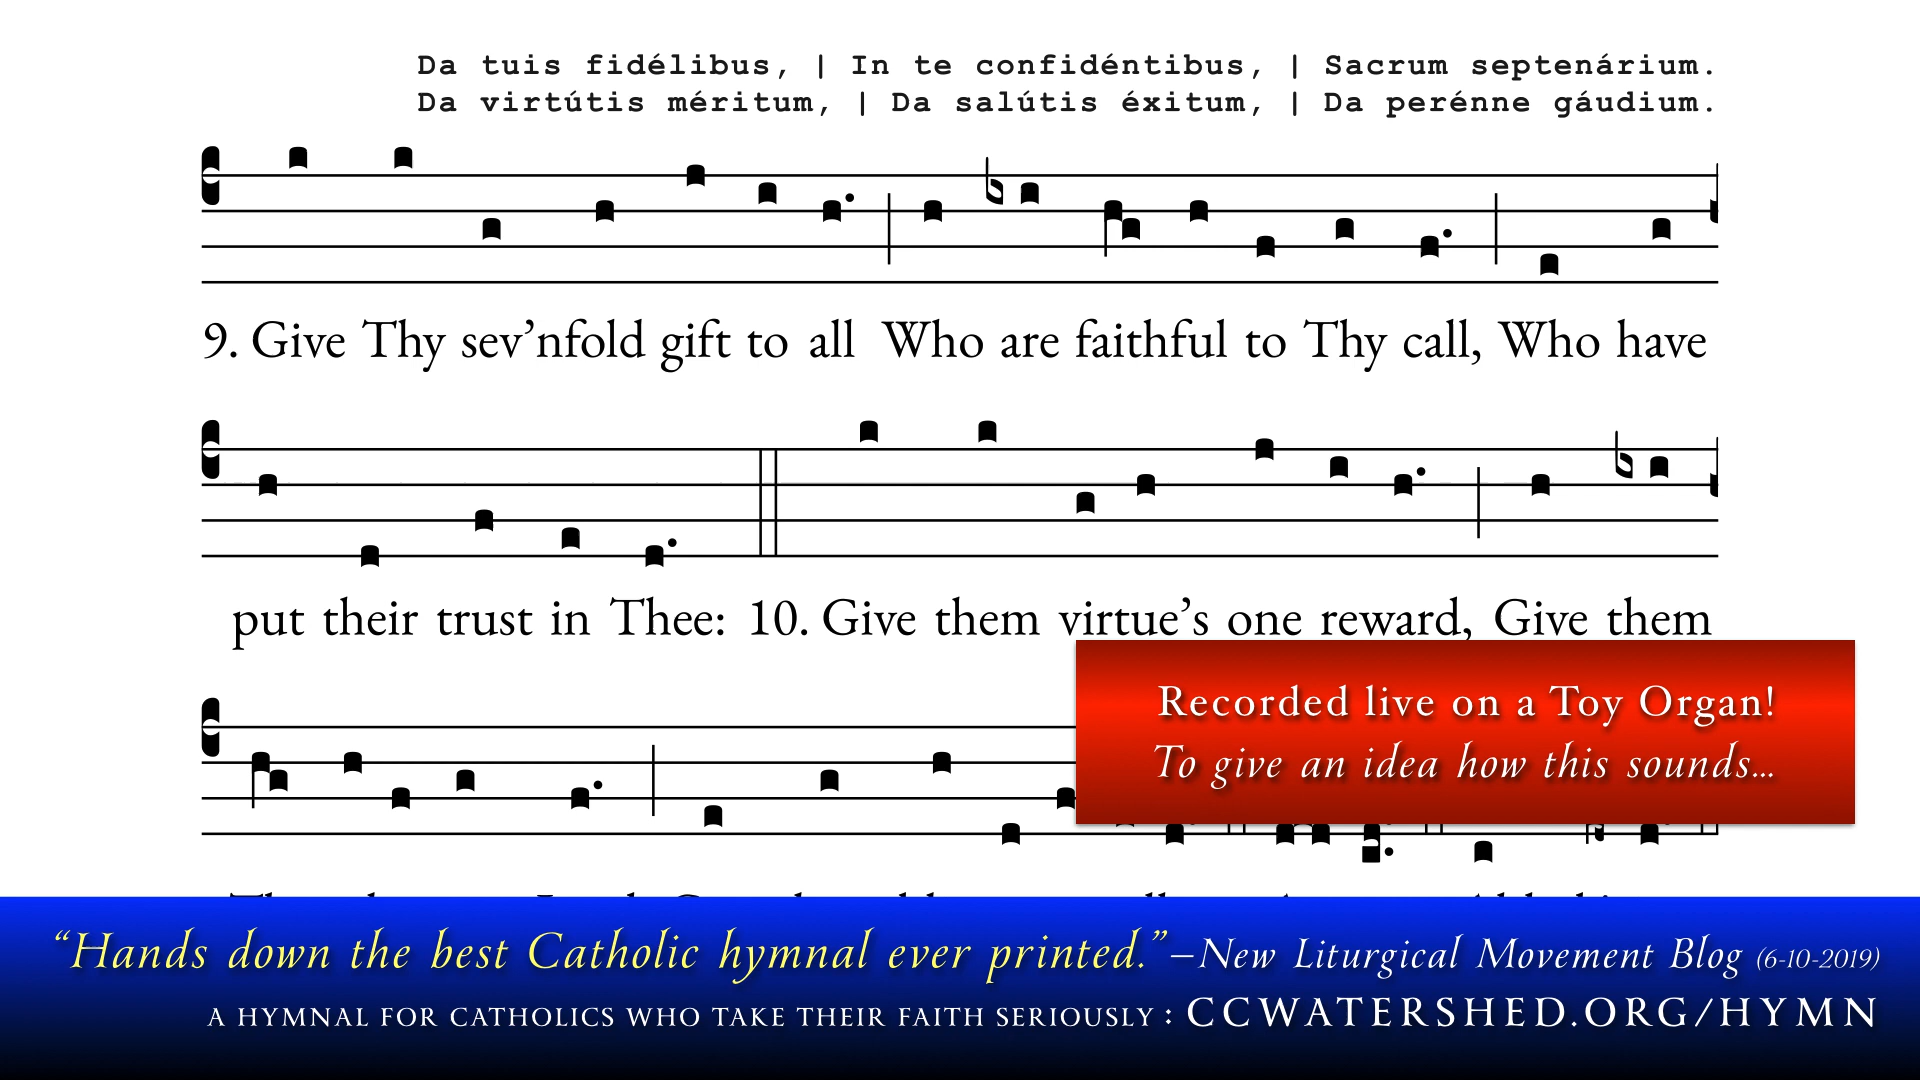 Da tuis fidélibus, | In te confidéntibus, | Sacrum septenárium.
Da virtútis méritum, | Da salútis éxitum, | Da perénne gáudium.
9. Give Thy sev’nfold gift to all Who are faithful to Thy call, Who have
put their trust in Thee: 10. Give them virtue’s one reward, Give them
Recorded live on a Toy Organ!
To give an idea how this sounds...
“Hands down the best Catholic hymnal ever printed.” –New Liturgical Movement Blog (6-10-2019)
A HYMNAL FOR CATHOLICS WHO TAKE THEIR FAITH SERIOUSLY : CCWATERSHED.ORG/HYMN